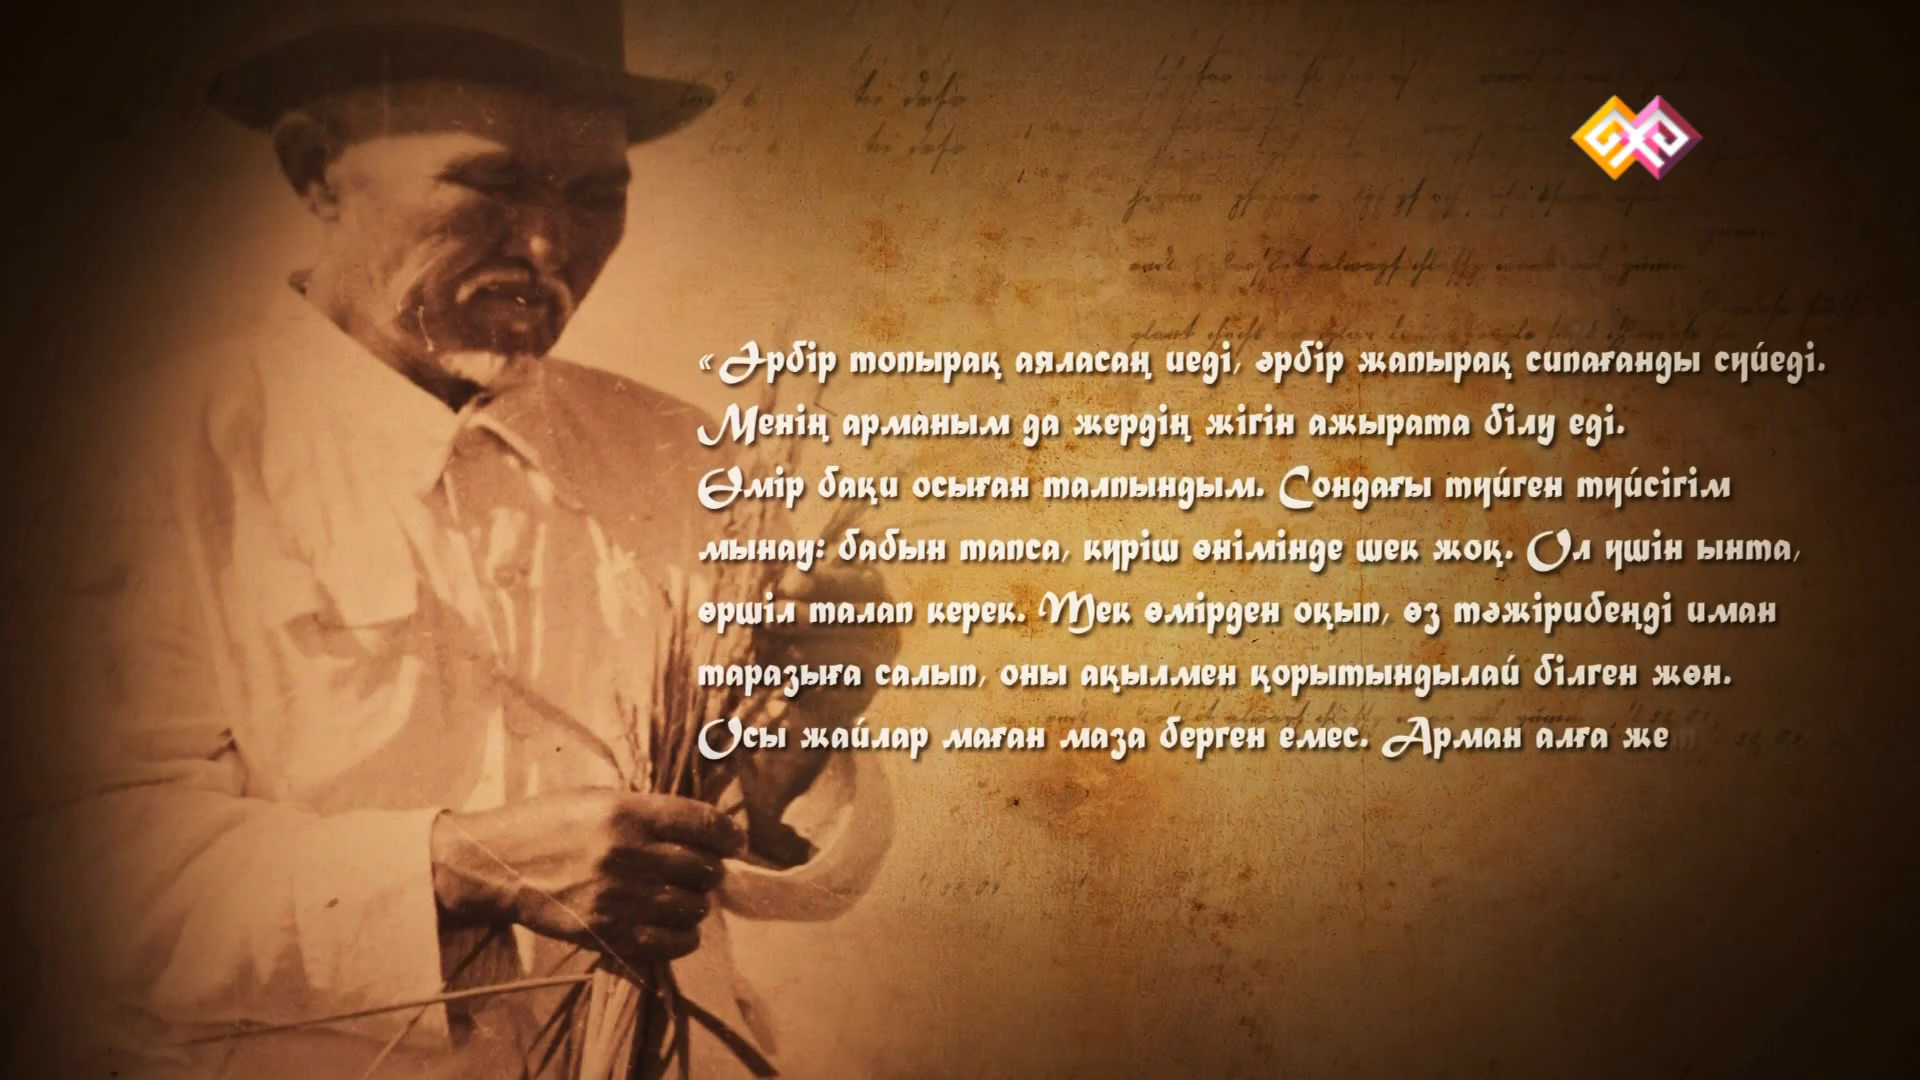 «Әрбір топырақ аяласаң иеді, әрбір жапырақ сипағанды сүйеді.
Менің арманым да жердің жігін ажырата білу еді.
Өмір бақи осыған талпындым. Сондағы түйген түйсігім
мынау: бабын тапса, күріш өнімінде шек жоқ. Ол үшін ынта,
өршіл талап керек. Тек өмірден оқып, өз тәжірибеңді иман
таразыға салып, оны ақылмен қорытындылай білген жөн.
Осы жайлар маған маза берген емес. Арман алға же